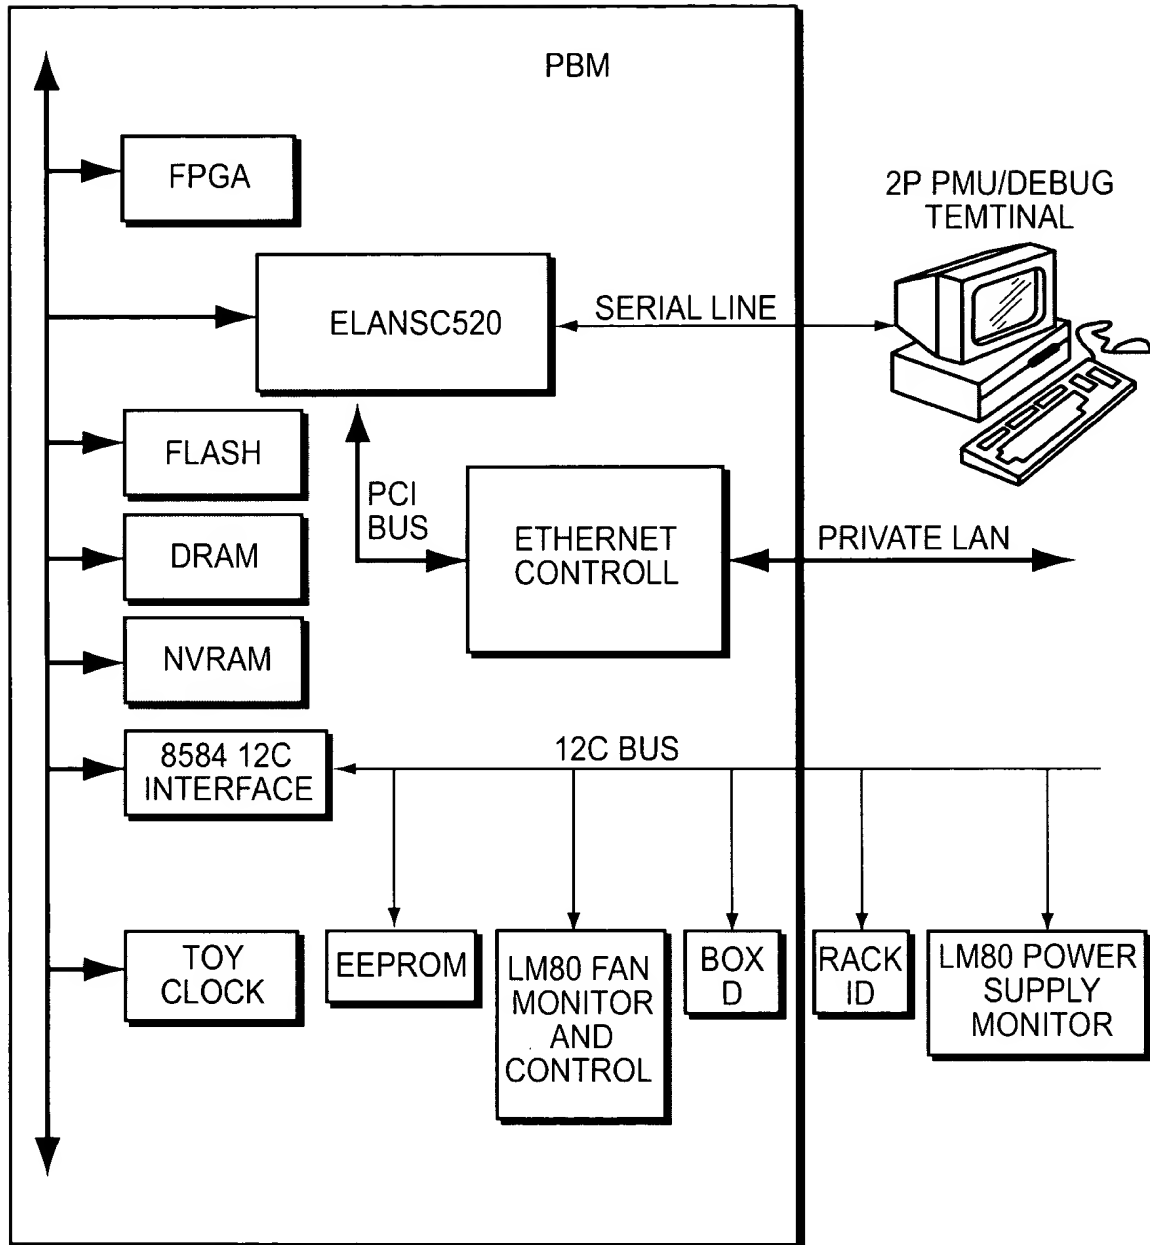 PBM
FPGA
2P PMU/DEBUG
TEMTINAL
ELANSC520
SERIAL LINE
FLASH
PCI
BUS
ETHERNET
CONTROLL
PRIVATE LAN
DRAM
NVRAM
8584 12C
INTERFACE
12C BUS
TOY
CLOCK
EEPROM
LM80 FAN
MONITOR
AND
CONTROL
BOX
D
RACK
ID
LM80 POWER
SUPPLY
MONITOR